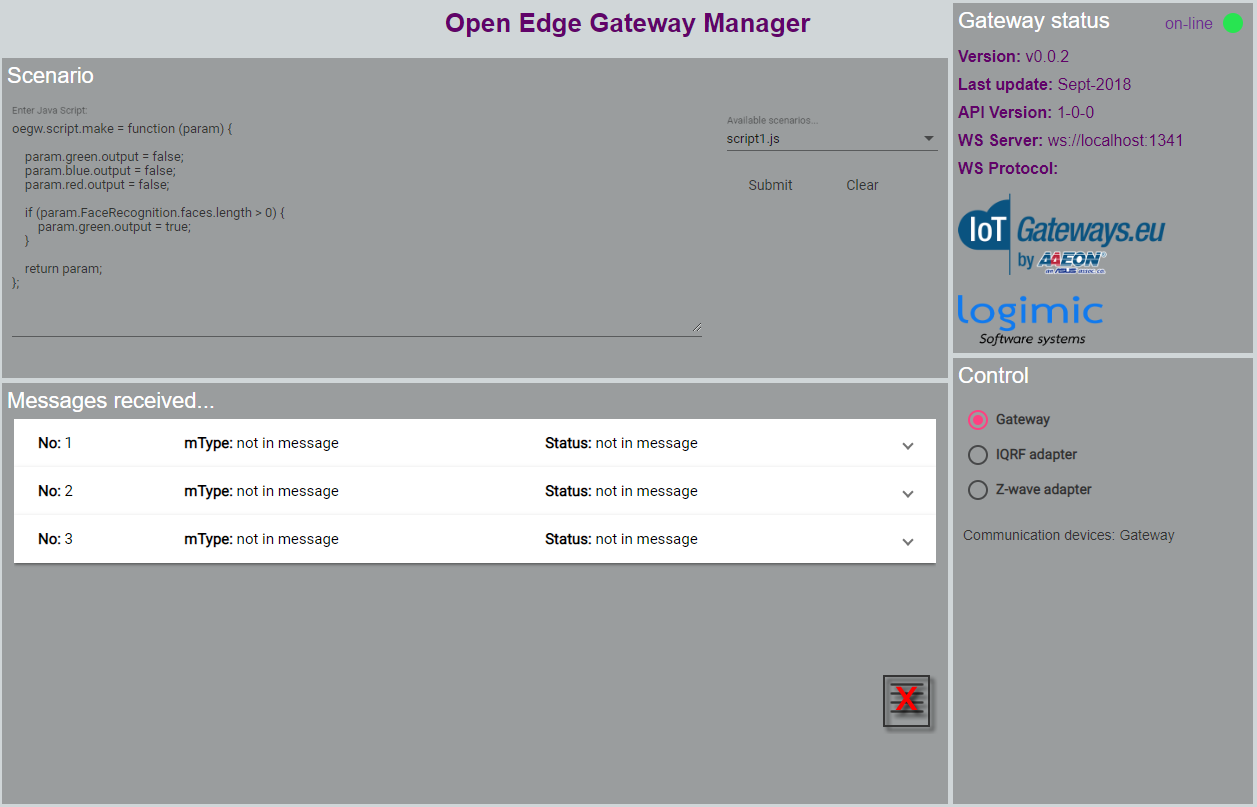 Open Edge Gateway Manager
Scenario
Enter Java Script:
oegw.script.make = function (param) {
param.green.output = false;
param.blue.output = false;
param.red.output = false;
if (param.FaceRecognition.faces.length > 0) {
param.green.output = true;
}
return param;
};
Available scenarios...
script1.js
Submit Clear
Messages received...
No: 1 mType: not in message Status: not in message
No: 2 mType: not in message Status: not in message
No: 3 mType: not in message Status: not in message
X
Gateway status on-line
Version: v0.0.2
Last update: Sept-2018
API Version: 1-0-0
WS Server: ws://localhost:1341
WS Protocol:
IoT Gateways.eu
by AAEON
an ASUS assoc. co.
logimic
Software systems
Control
Gateway
IQRF adapter
Z-wave adapter
Communication devices: Gateway